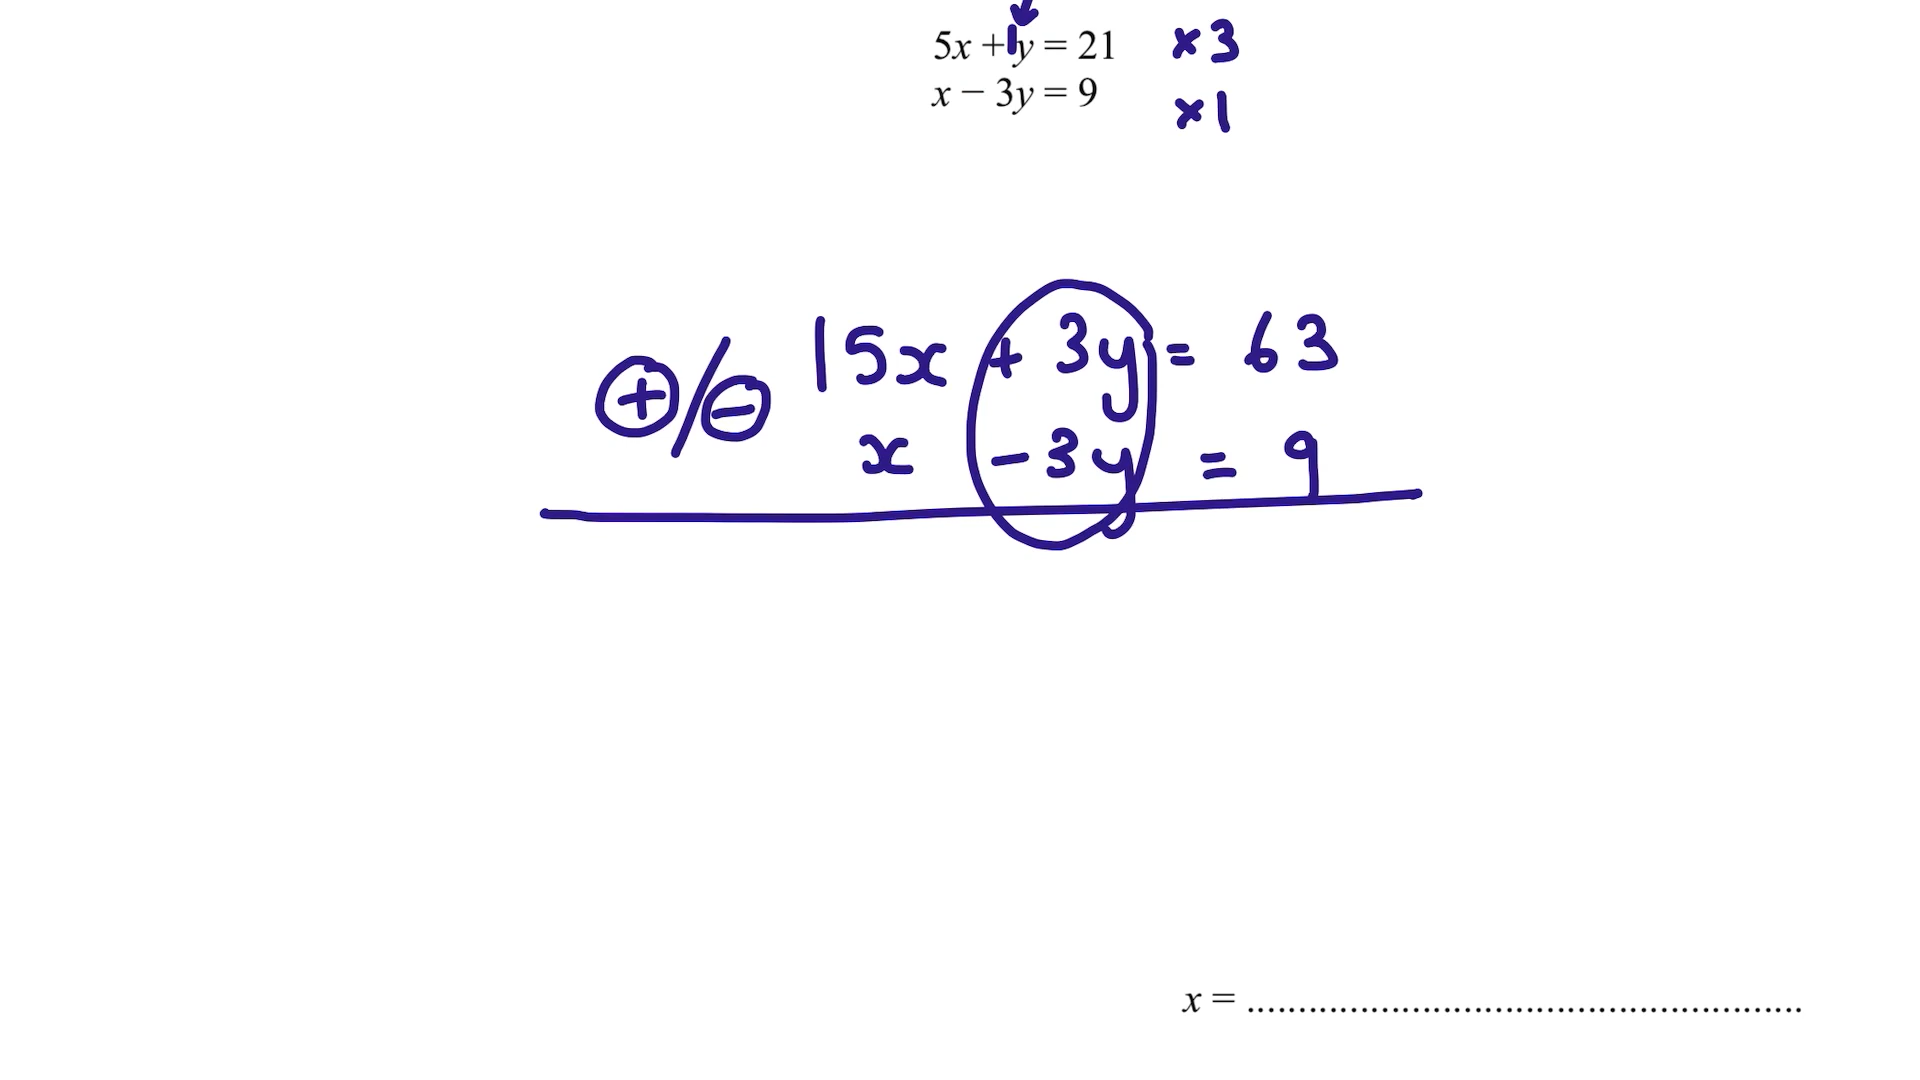 5x + 1y = 21 ×3
x − 3y = 9 ×1
15x + 3y = 63
+/−
x − 3y = 9
x = ......................................................